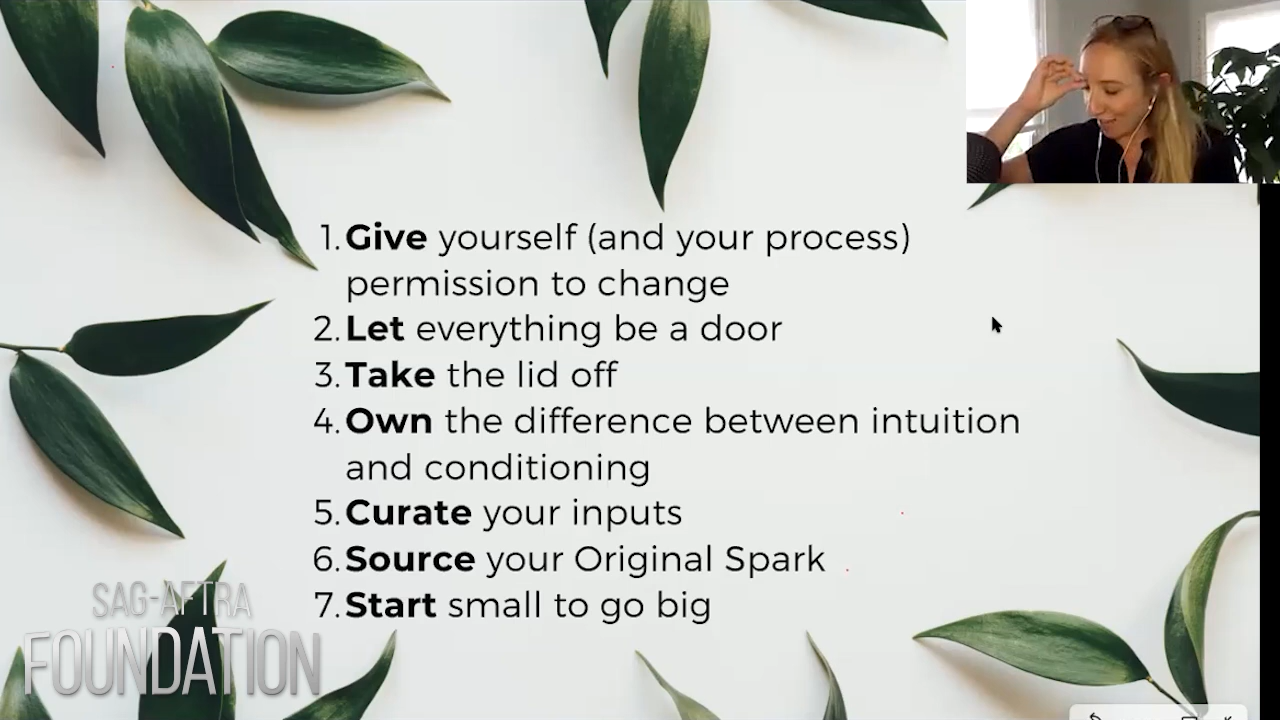 1. Give yourself (and your process)
permission to change
2. Let everything be a door
3. Take the lid off
4. Own the difference between intuition
and conditioning
5. Curate your inputs
6. Source your Original Spark
7. Start small to go big
SAG-AFTRA
FOUNDATION